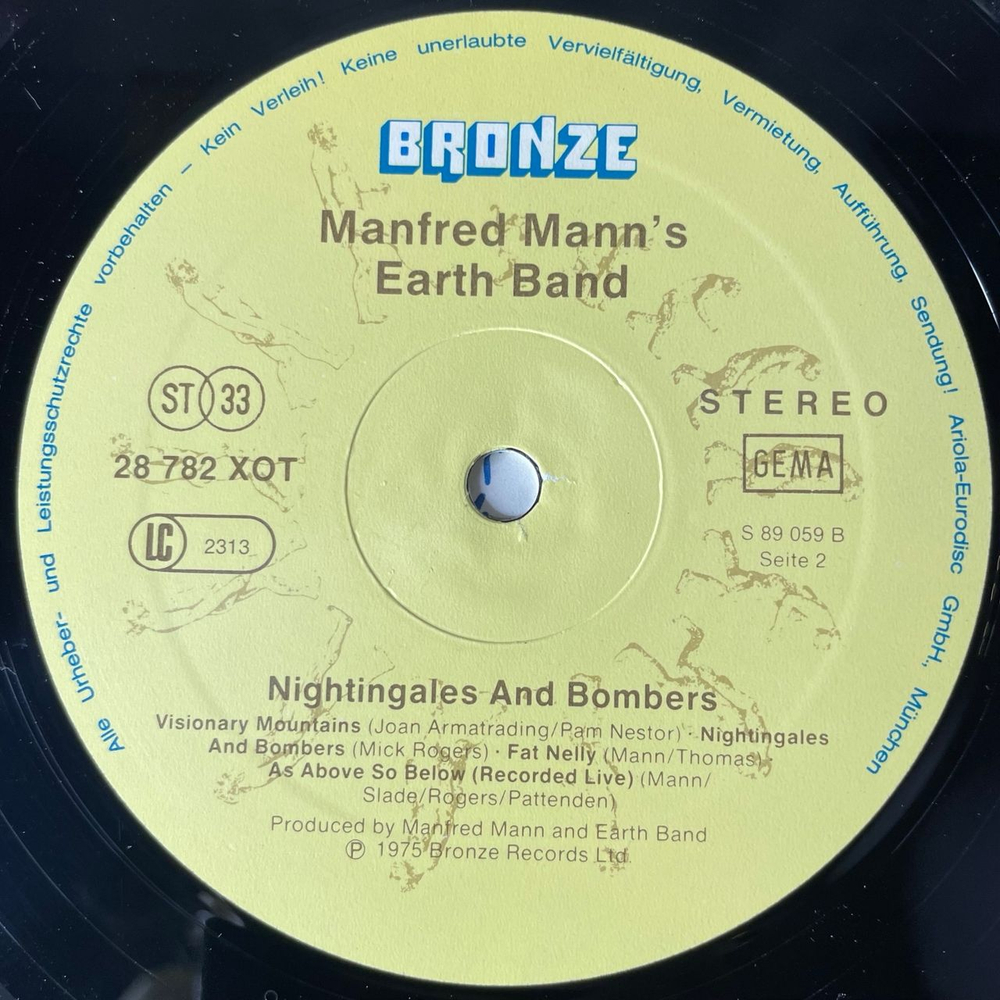 Alle Urheber- und Leistungsschutzrechte vorbehalten – Kein Verleih! Keine unerlaubte Vervielfältigung, Vermietung, Aufführung, Sendung! Ariola-Eurodisc GmbH., München
BRONZE
Manfred Mann's
Earth Band
ST 33
28 782 XOT
LC 2313
STEREO
GEMA
S 89 059 B
Seite 2
Nightingales And Bombers
Visionary Mountains (Joan Armatrading/Pam Nestor) · Nightingales
And Bombers (Mick Rogers) · Fat Nelly (Mann/Thomas)
As Above So Below (Recorded Live) (Mann/
Slade/Rogers/Pattenden)
Produced by Manfred Mann and Earth Band
℗ 1975 Bronze Records Ltd.